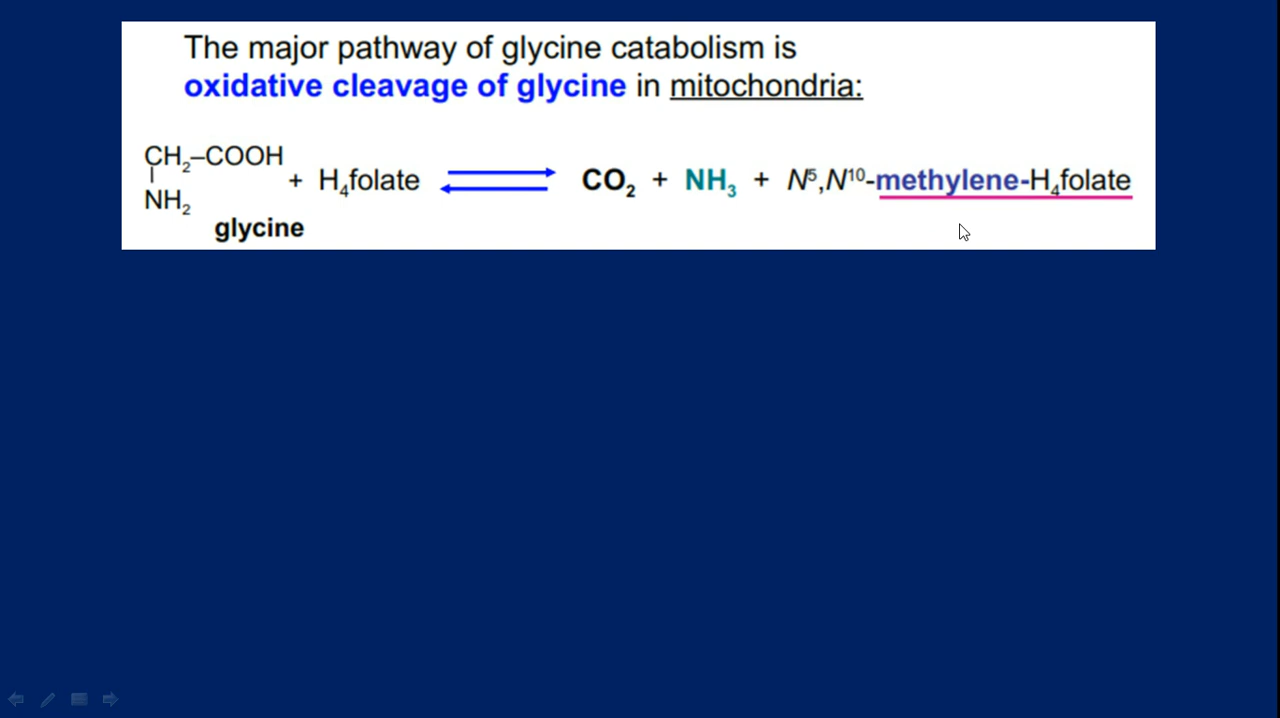 The major pathway of glycine catabolism is
oxidative cleavage of glycine in mitochondria:
CH₂–COOH
NH₂
+ H₄folate ⇌ CO₂ + NH₃ + N⁵,N¹⁰-methylene-H₄folate
glycine